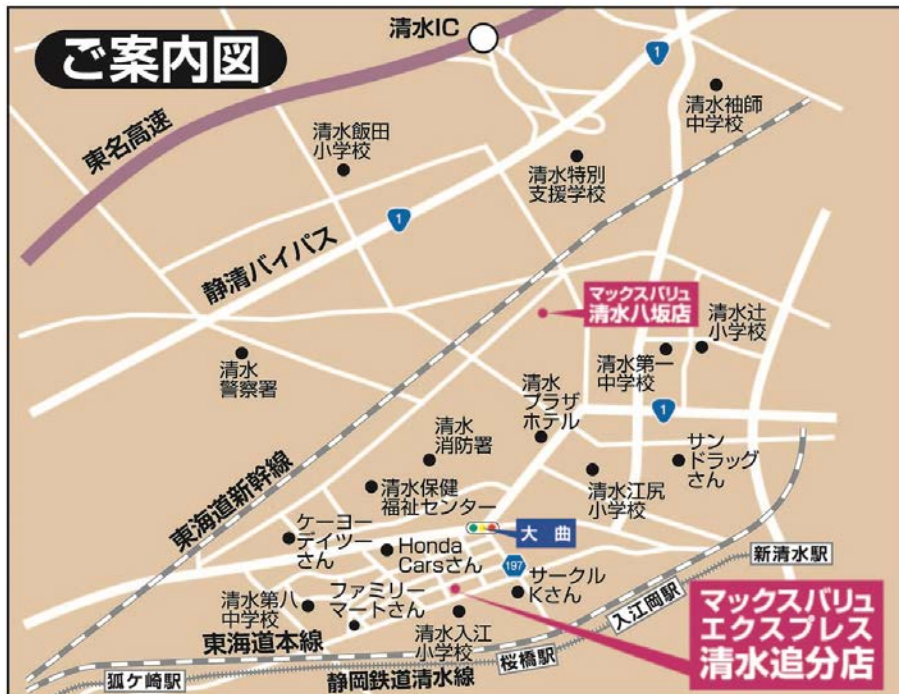 ご案内図
清水IC
東名高速
1
清水袖師
中学校
清水飯田
小学校
清水特別
支援学校
1
静清バイパス
マックスバリュ
清水八坂店
清水辻
小学校
清水第一
中学校
清水
警察署
清水
プラザ
ホテル
1
清水
消防署
サン
ドラッグ
さん
東海道新幹線
清水保健
福祉センター
清水江尻
小学校
ケーヨー
デイツー
さん
大曲
Honda
Carsさん
197
新清水駅
サークル
Kさん
ファミリー
マートさん
清水第八
中学校
入江岡駅
マックスバリュ
エクスプレス
清水追分店
清水入江
小学校
東海道本線
桜橋駅
狐ケ崎駅
静岡鉄道清水線